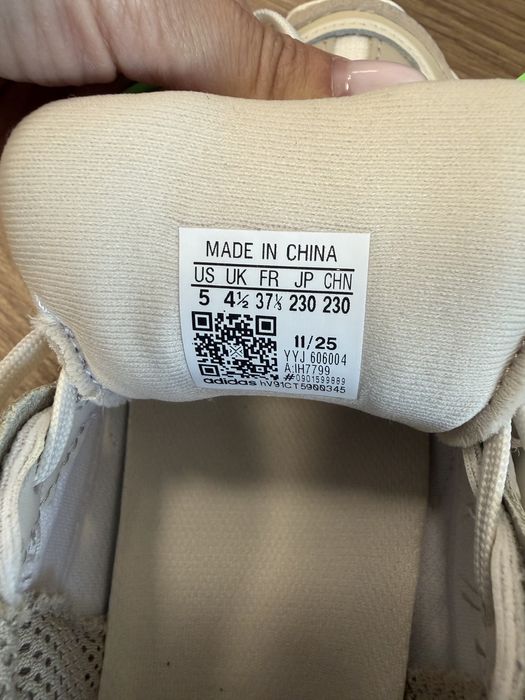 MADE IN CHINA
US UK FR JP CHN
5 4½ 37⅓ 230 230
11/25
YYJ 606004
A:IH7799
#0901599889
adidas hV91CT5900345